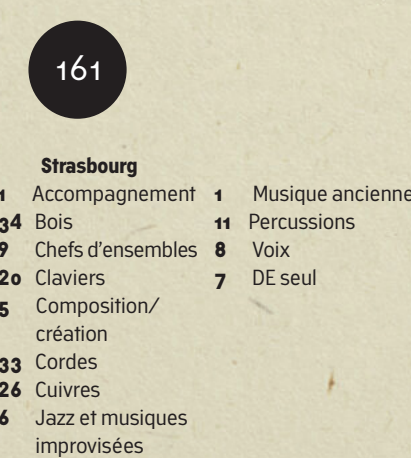 161
Strasbourg
1 Accompagnement
34 Bois
9 Chefs d'ensembles
20 Claviers
5 Composition/
création
33 Cordes
26 Cuivres
6 Jazz et musiques
improvisées
1 Musique ancienne
11 Percussions
8 Voix
7 DE seul